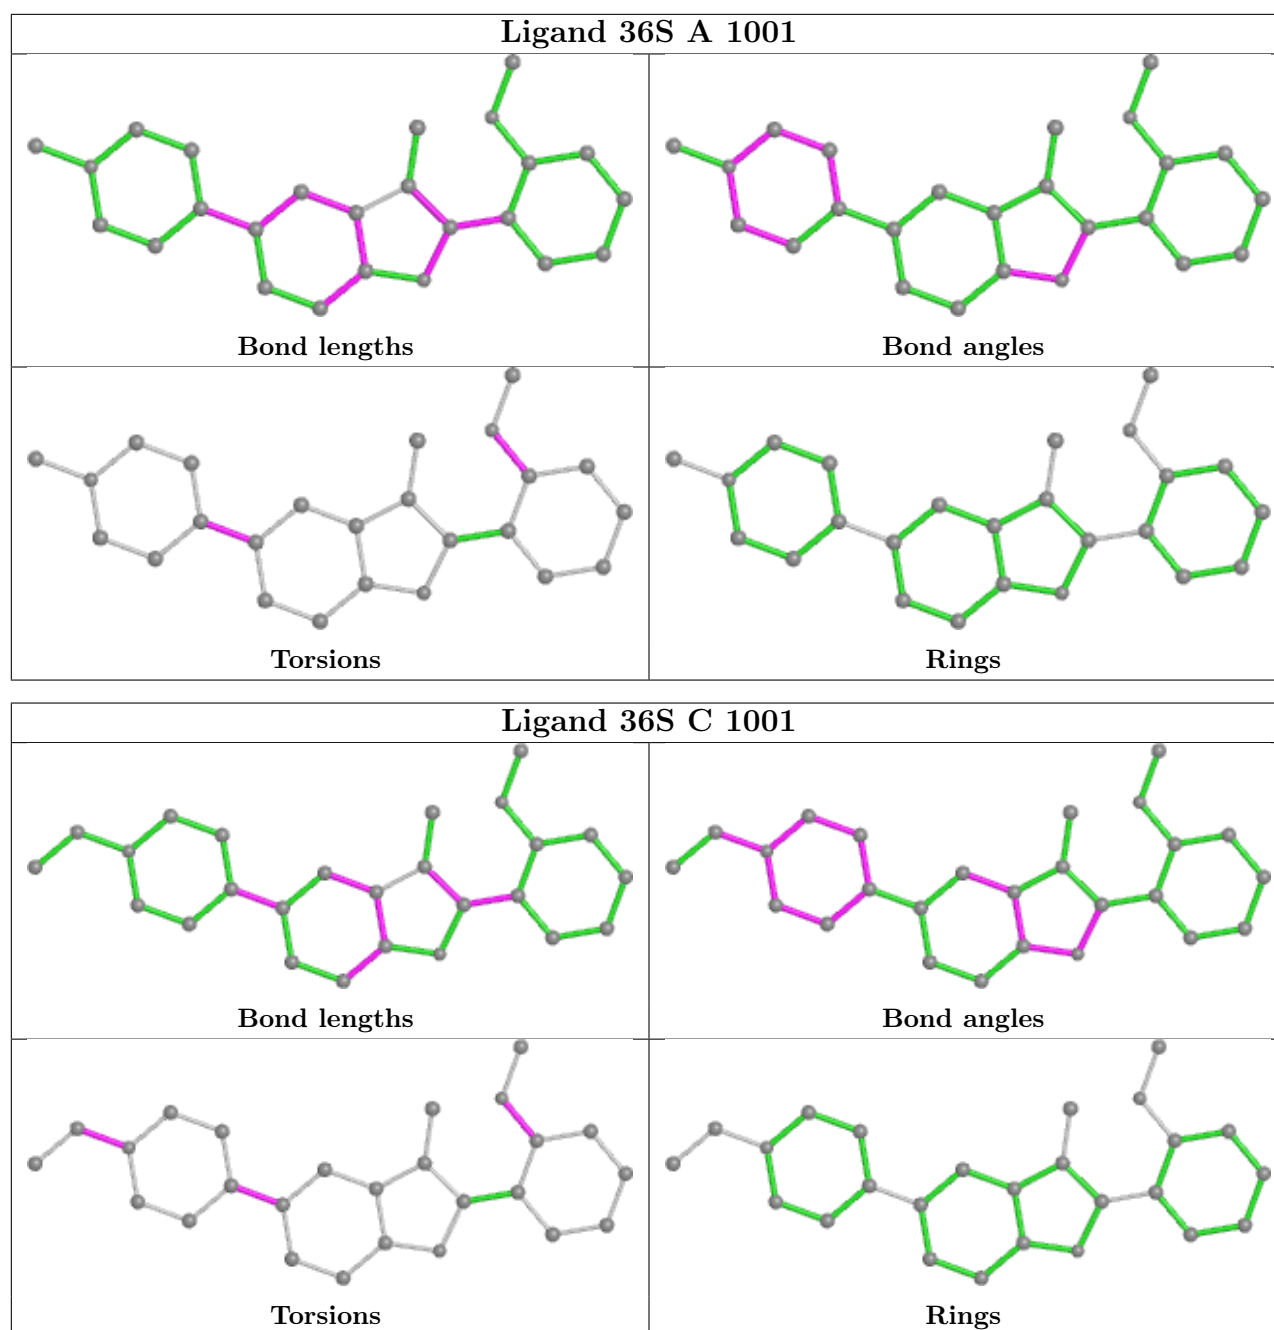 Ligand 36S A 1001
Bond lengths
Bond angles
Torsions
Rings
Ligand 36S C 1001
Bond lengths
Bond angles
Torsions
Rings